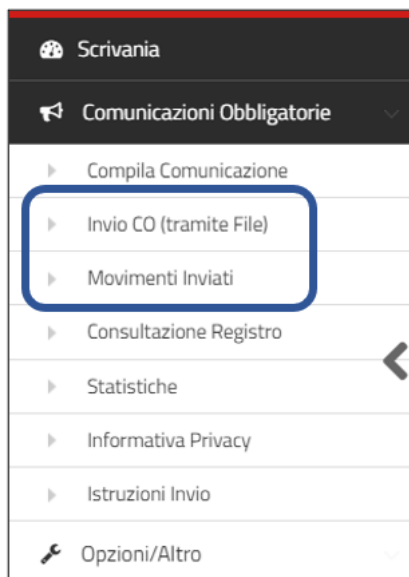 Scrivania
Comunicazioni Obbligatorie
Compila Comunicazione
Invio CO (tramite File)
Movimenti Inviati
Consultazione Registro
Statistiche
Informativa Privacy
Istruzioni Invio
Opzioni/Altro